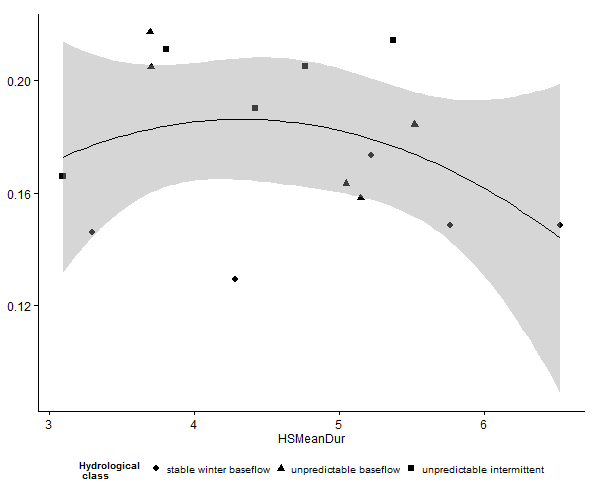 0.20
0.16
0.12
3 4 5 6
HSMeanDur
Hydrological
class
stable winter baseflow unpredictable baseflow unpredictable intermittent